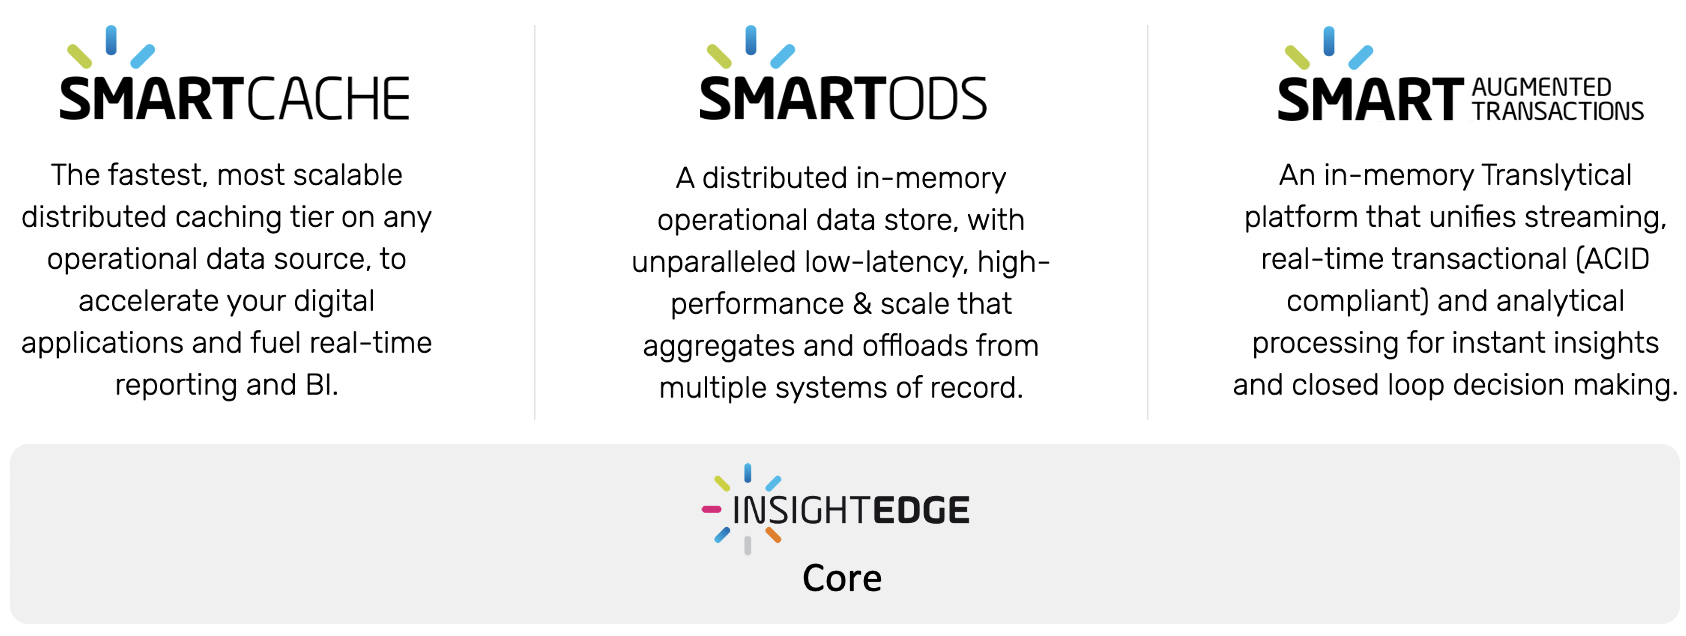 SMARTCACHE
The fastest, most scalable
distributed caching tier on any
operational data source, to
accelerate your digital
applications and fuel real-time
reporting and BI.
SMARTODS
A distributed in-memory
operational data store, with
unparalleled low-latency, high-
performance & scale that
aggregates and offloads from
multiple systems of record.
SMART AUGMENTED
TRANSACTIONS
An in-memory Translytical
platform that unifies streaming,
real-time transactional (ACID
compliant) and analytical
processing for instant insights
and closed loop decision making.
INSIGHTEDGE
Core